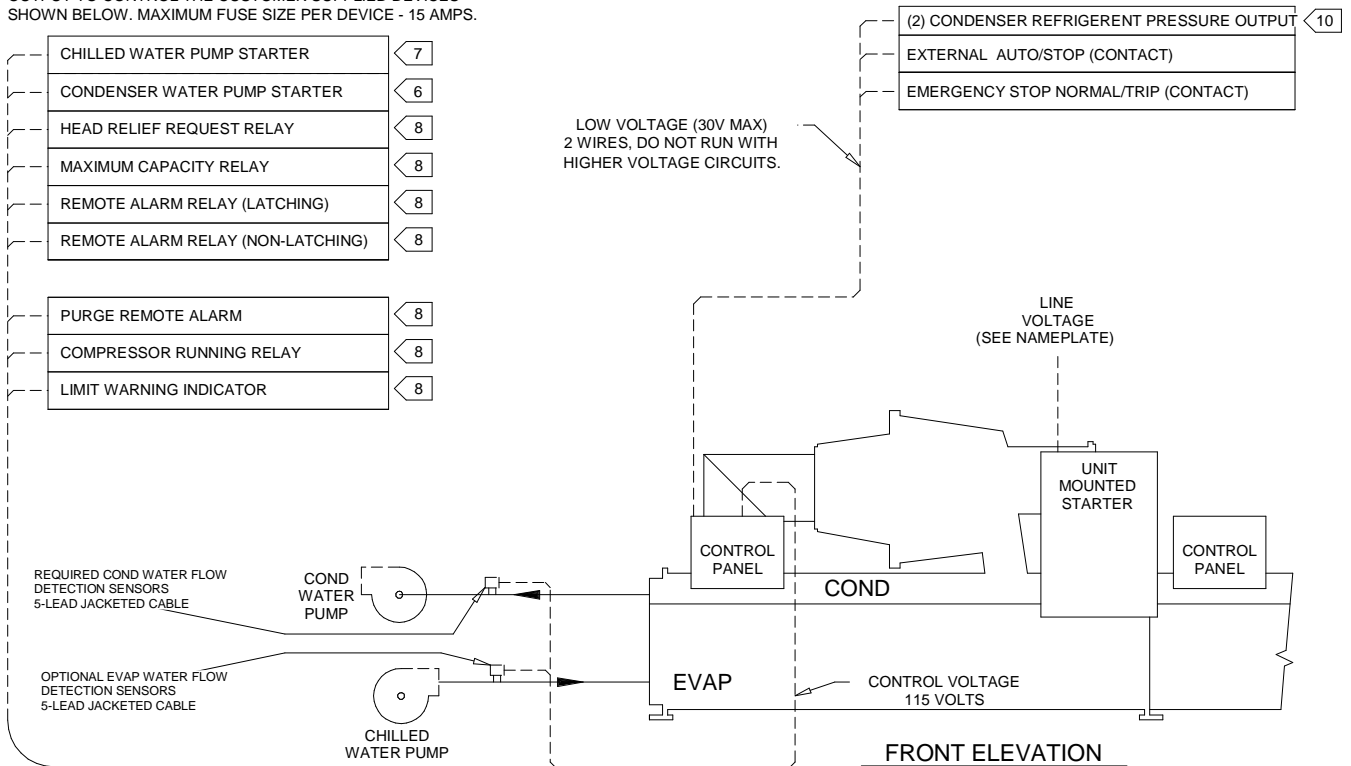 SHOWN BELOW. MAXIMUM FUSE SIZE PER DEVICE - 15 AMPS.
CHILLED WATER PUMP STARTER 7
CONDENSER WATER PUMP STARTER 6
HEAD RELIEF REQUEST RELAY 8
MAXIMUM CAPACITY RELAY 8
REMOTE ALARM RELAY (LATCHING) 8
REMOTE ALARM RELAY (NON-LATCHING) 8
PURGE REMOTE ALARM 8
COMPRESSOR RUNNING RELAY 8
LIMIT WARNING INDICATOR 8
(2) CONDENSER REFRIGERENT PRESSURE OUTPUT 10
EXTERNAL AUTO/STOP (CONTACT)
EMERGENCY STOP NORMAL/TRIP (CONTACT)
LOW VOLTAGE (30V MAX)
2 WIRES, DO NOT RUN WITH
HIGHER VOLTAGE CIRCUITS.
LINE
VOLTAGE
(SEE NAMEPLATE)
UNIT
MOUNTED
STARTER
CONTROL
PANEL
CONTROL
PANEL
REQUIRED COND WATER FLOW
DETECTION SENSORS
5-LEAD JACKETED CABLE
COND
WATER
PUMP
COND
OPTIONAL EVAP WATER FLOW
DETECTION SENSORS
5-LEAD JACKETED CABLE
EVAP
CONTROL VOLTAGE
115 VOLTS
CHILLED
WATER PUMP
FRONT ELEVATION